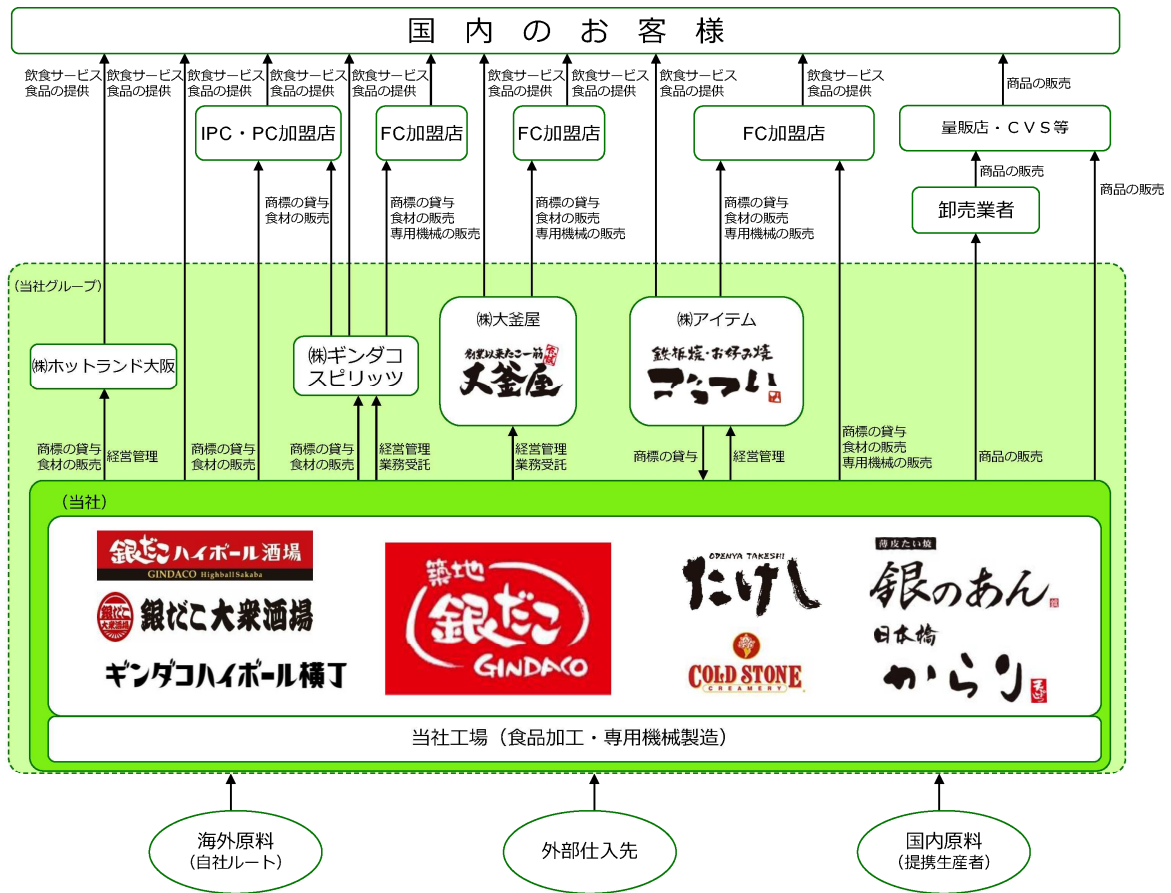 国内のお客様
飲食サービス
食品の提供
飲食サービス
食品の提供
飲食サービス
食品の提供
飲食サービス
食品の提供
飲食サービス
食品の提供
飲食サービス
食品の提供
飲食サービス
食品の提供
飲食サービス
食品の提供
飲食サービス
食品の提供
飲食サービス
食品の提供
商品の販売
IPC・PC加盟店
FC加盟店
FC加盟店
FC加盟店
量販店・CVS等
商品の販売
商品の販売
卸売業者
商標の貸与
食材の販売
商標の貸与
食材の販売
専用機械の販売
商標の貸与
食材の販売
専用機械の販売
商標の貸与
食材の販売
専用機械の販売
(当社グループ)
㈱ホットランド大阪
㈱ギンダコ
スピリッツ
㈱大釜屋
創業以来たこ一筋
大釜屋
㈱アイテム
鉄板焼・お好み焼
ごっつい
商標の貸与
食材の販売
経営管理
商標の貸与
食材の販売
商標の貸与
食材の販売
経営管理
業務受託
経営管理
業務受託
商標の貸与
経営管理
商標の貸与
食材の販売
専用機械の販売
商品の販売
(当社)
銀だこハイボール酒場
GINDACO HighballSakaba
銀だこ
大衆酒場
銀だこ大衆酒場
ギンダコハイボール横丁
築地
銀だこ
GINDACO
ODENYA TAKESHI
たけし
COLD STONE
CREAMERY
薄皮たい焼
銀のあん
日本橋
からり
天ぷら
当社工場（食品加工・専用機械製造）
海外原料
(自社ルート)
外部仕入先
国内原料
(提携生産者)